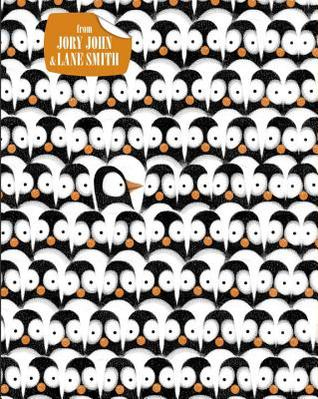 from
JORY JOHN
& LANE SMITH